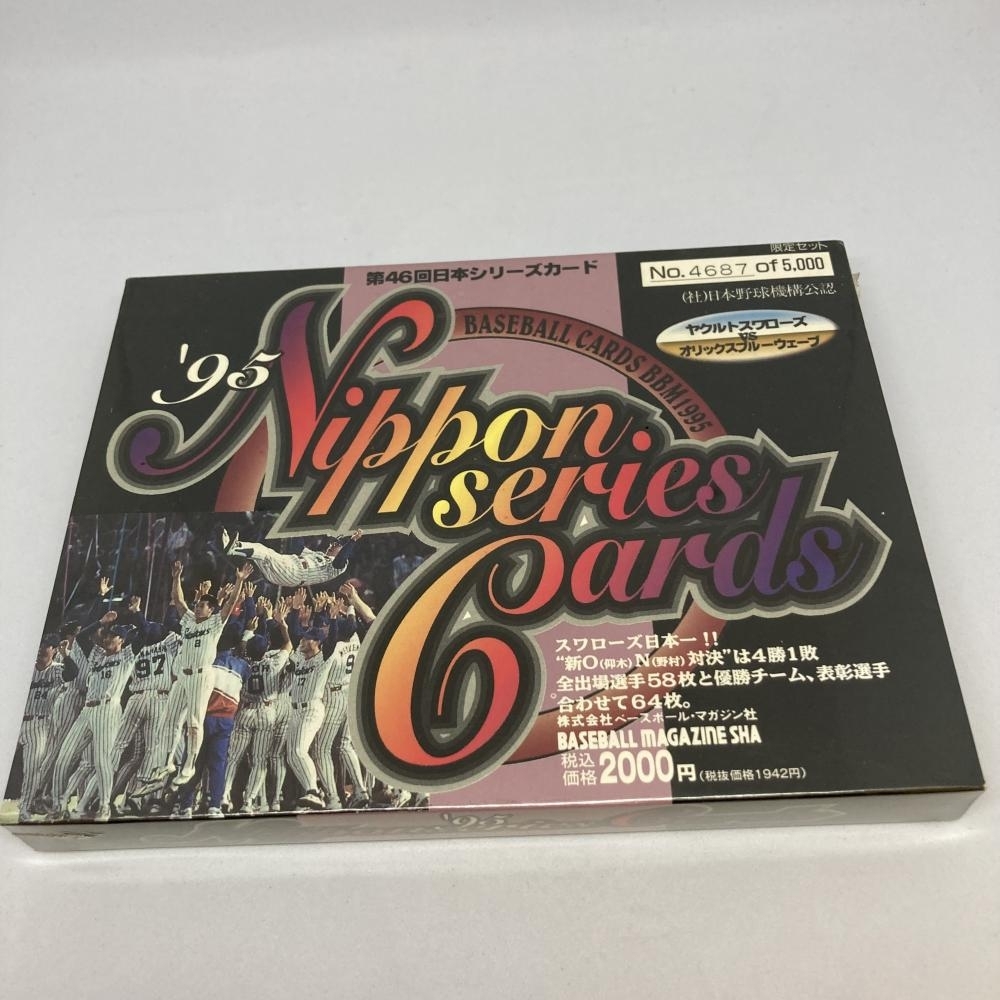 限定セット
No. 4687 of 5,000
第46回日本シリーズカード
(社)日本野球機構公認
ヤクルトスワローズ
VS
オリックスブルーウェーブ
BASEBALL CARDS BBM1995
'95
Nippon
series
Cards
スワローズ日本一!!
“新O(仰木)N(野村)対決”は4勝1敗
全出場選手58枚と優勝チーム、表彰選手
合わせて64枚。
株式会社ベースボール・マガジン社
BASEBALL MAGAZINE SHA
税込
価格 2000円(税抜価格1942円)
'95